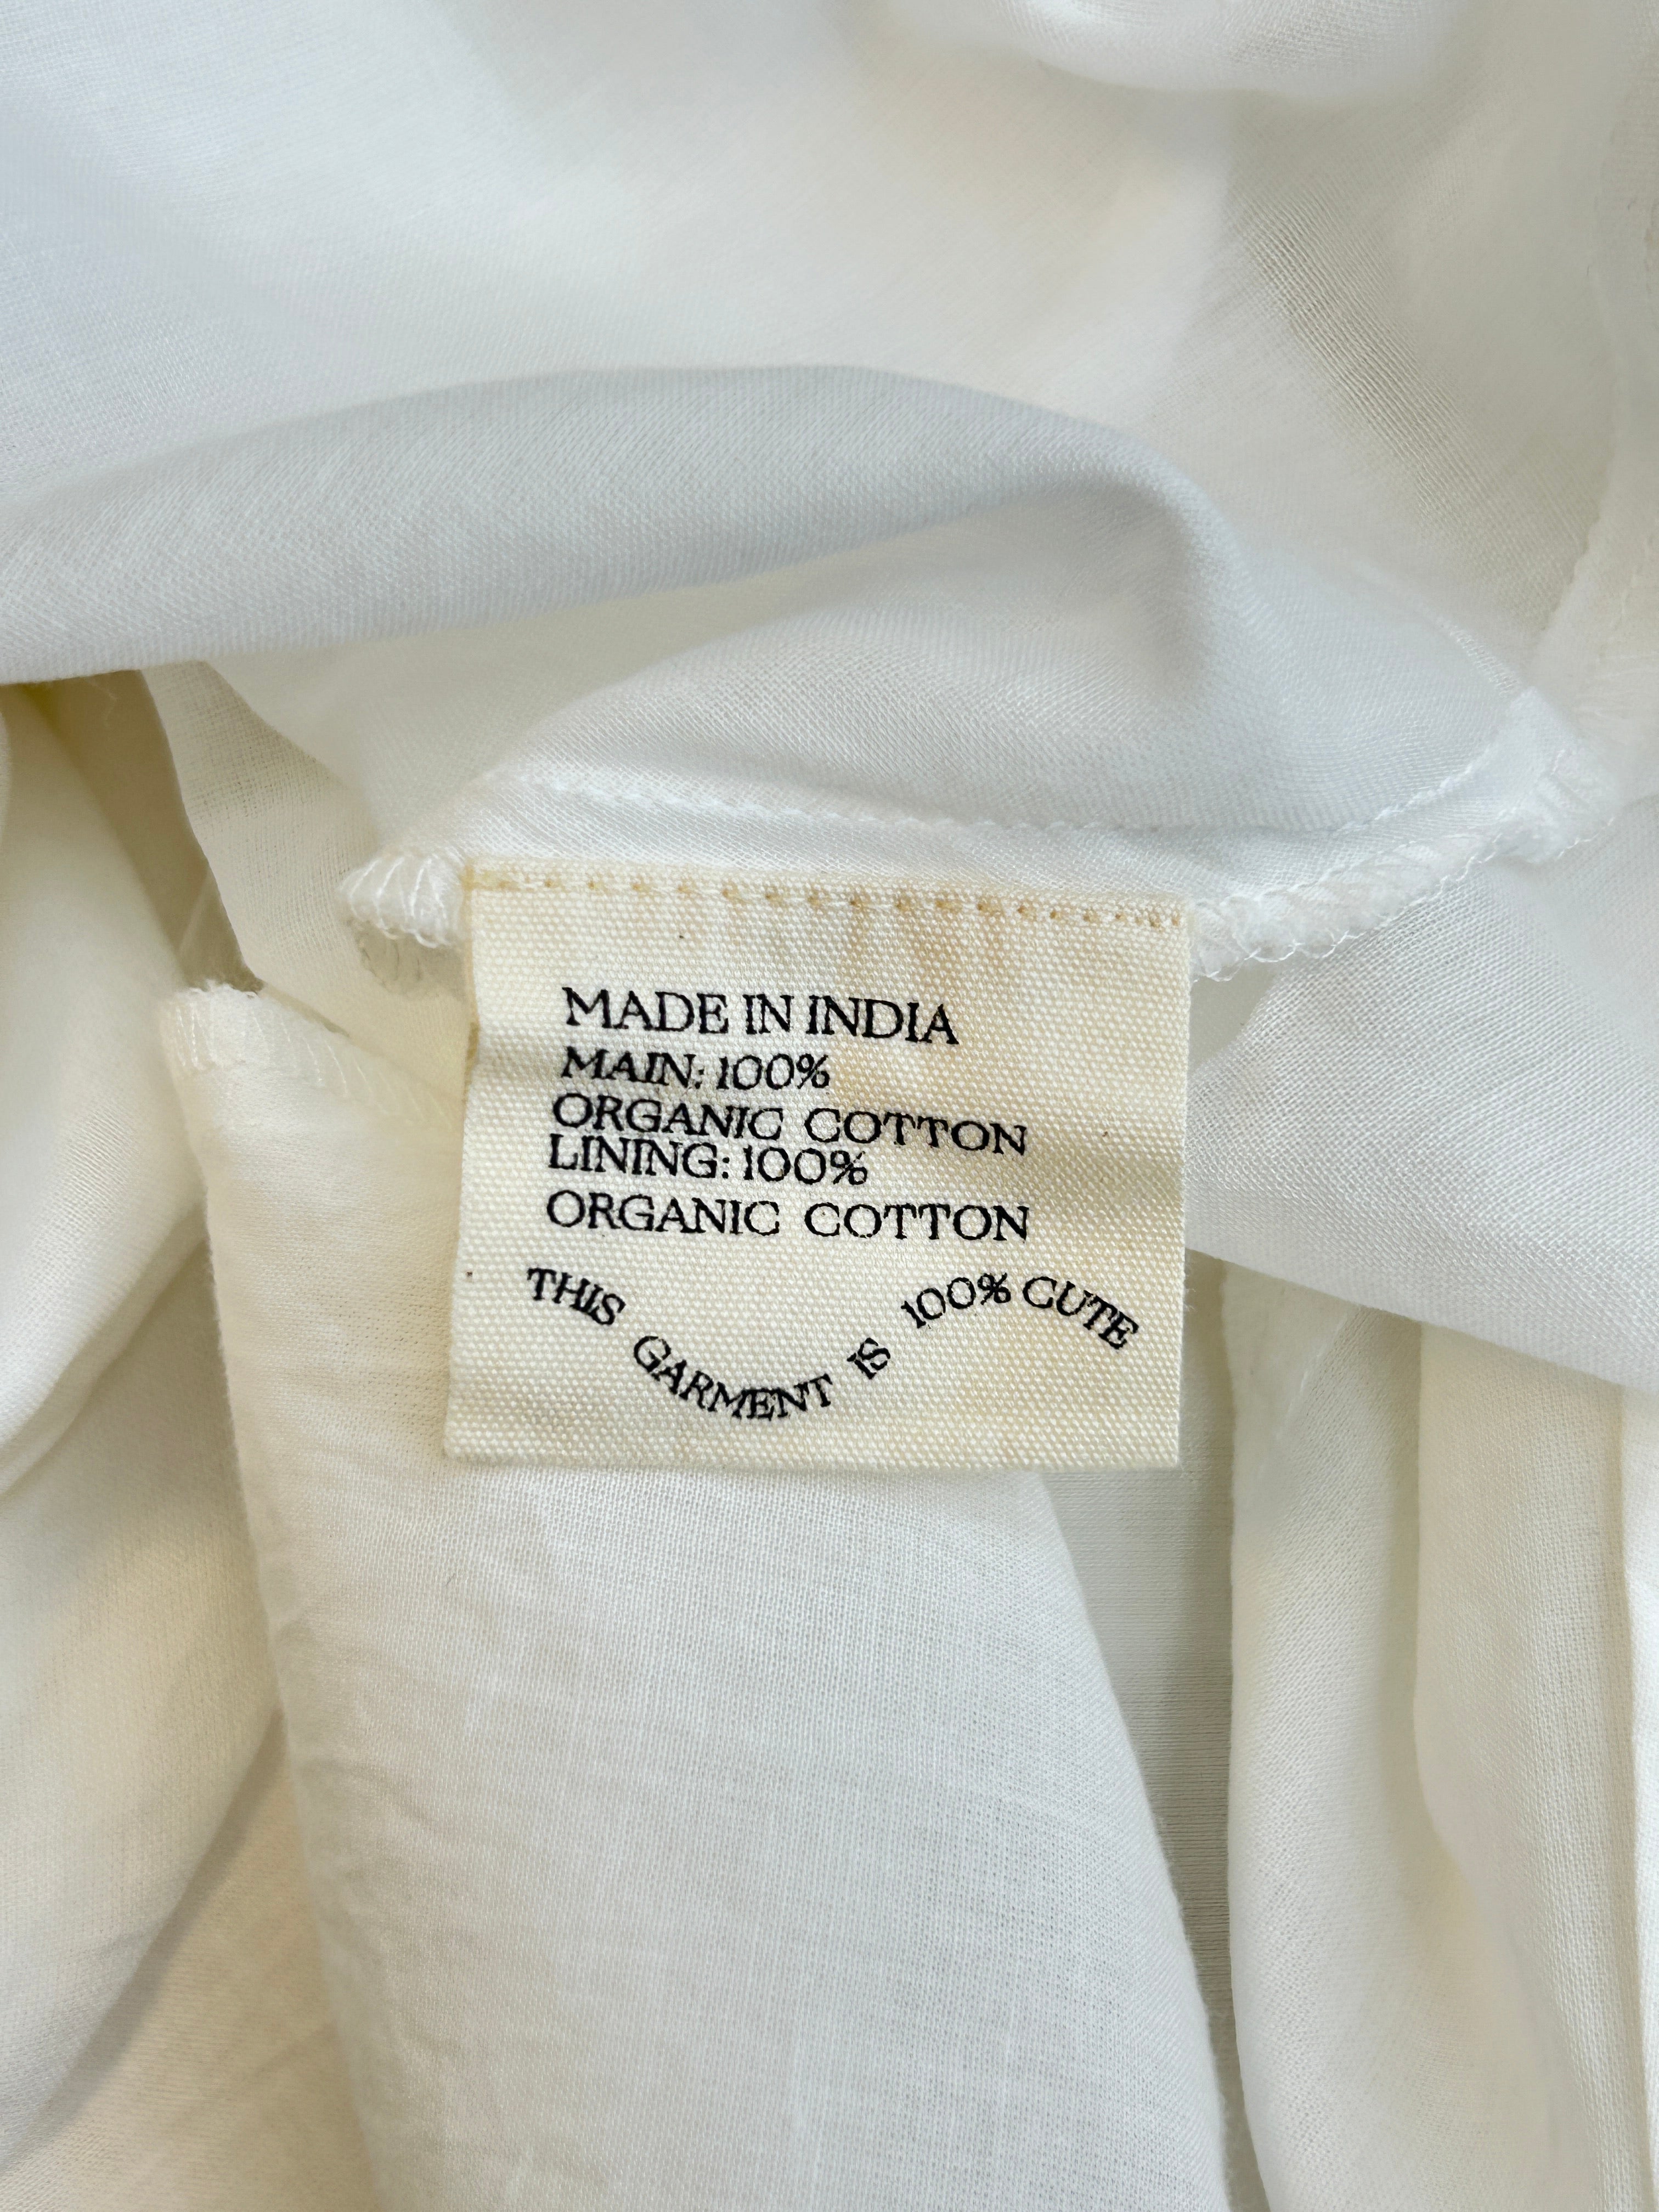 MADE IN INDIA
MAIN: 100%
ORGANIC COTTON
LINING: 100%
ORGANIC COTTON
THIS GARMENT IS 100% CUTE